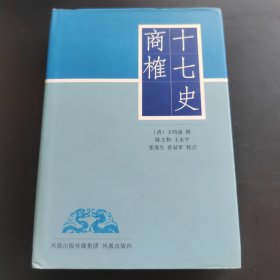 十七史
商榷
（清）王鸣盛 撰
陈文和 王永平
张连生 孙显军 校点
凤凰出版传媒集团 凤凰出版社